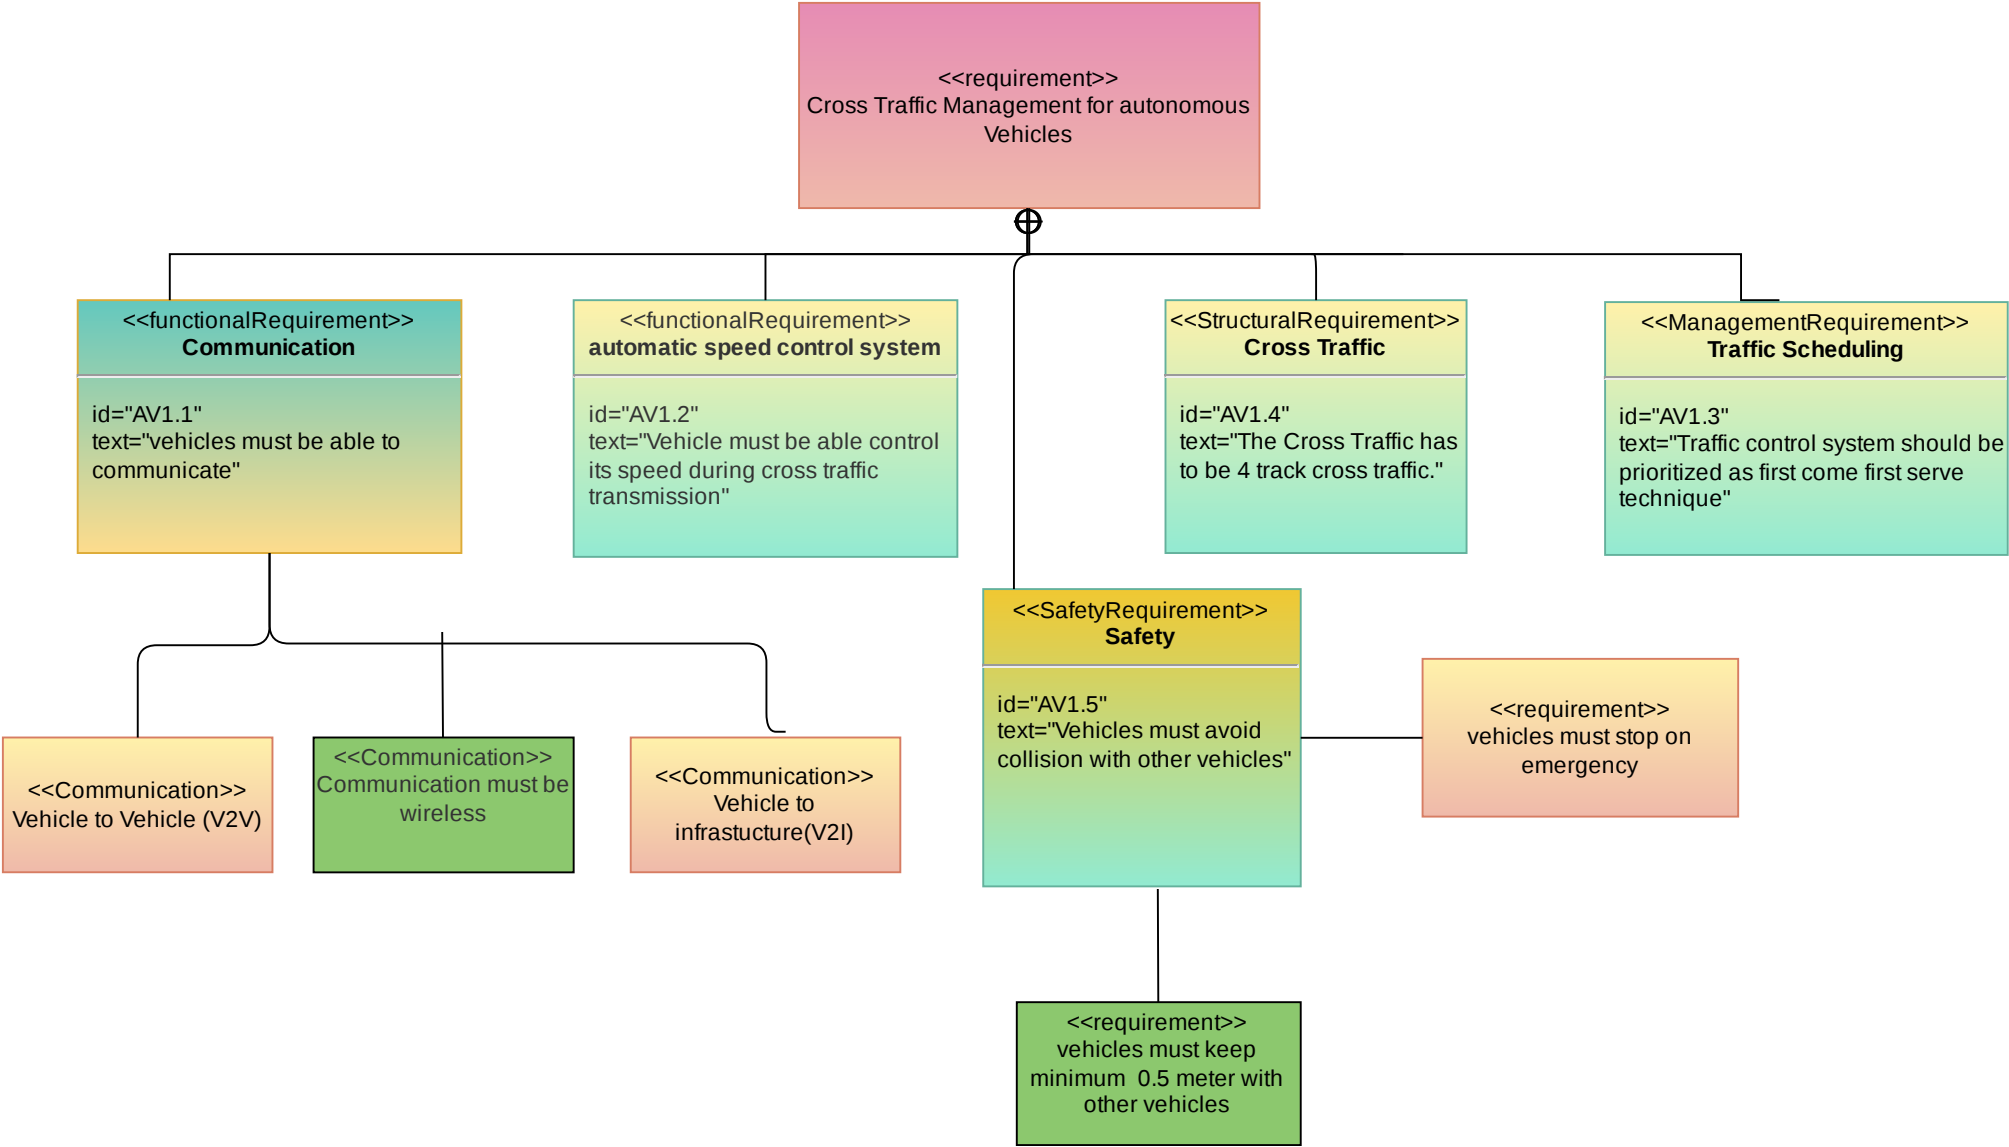 <<requirement>>
Cross Traffic Management for autonomous
Vehicles
<<functionalRequirement>>
Communication
id="AV1.1"
text="vehicles must be able to
communicate"
<<functionalRequirement>>
automatic speed control system
id="AV1.2"
text="Vehicle must be able control
its speed during cross traffic
transmission"
<<StructuralRequirement>>
Cross Traffic
id="AV1.4"
text="The Cross Traffic has
to be 4 track cross traffic."
<<ManagementRequirement>>
Traffic Scheduling
id="AV1.3"
text="Traffic control system should be
prioritized as first come first serve
technique"
<<SafetyRequirement>>
Safety
id="AV1.5"
text="Vehicles must avoid
collision with other vehicles"
<<requirement>>
vehicles must stop on
emergency
<<Communication>>
Vehicle to Vehicle (V2V)
<<Communication>>
Communication must be
wireless
<<Communication>>
Vehicle to
infrastucture(V2I)
<<requirement>>
vehicles must keep
minimum  0.5 meter with
other vehicles